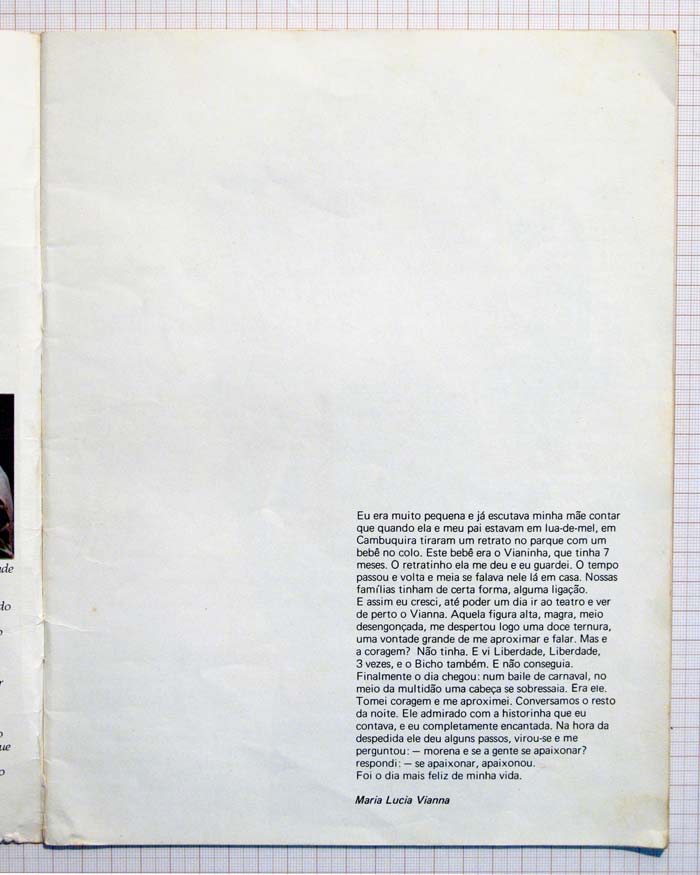 de
do
o
r
o
ue
o
Eu era muito pequena e já escutava minha mãe contar
que quando ela e meu pai estavam em lua-de-mel, em
Cambuquira tiraram um retrato no parque com um
bebê no colo. Este bebê era o Vianinha, que tinha 7
meses. O retratinho ela me deu e eu guardei. O tempo
passou e volta e meia se falava nele lá em casa. Nossas
famílias tinham de certa forma, alguma ligação.
E assim eu cresci, até poder um dia ir ao teatro e ver
de perto o Vianna. Aquela figura alta, magra, meio
desengonçada, me despertou logo uma doce ternura,
uma vontade grande de me aproximar e falar. Mas e
a coragem? Não tinha. E vi Liberdade, Liberdade,
3 vezes, e o Bicho também. E não conseguia.
Finalmente o dia chegou: num baile de carnaval, no
meio da multidão uma cabeça se sobressaia. Era ele.
Tomei coragem e me aproximei. Conversamos o resto
da noite. Ele admirado com a historinha que eu
contava, e eu completamente encantada. Na hora da
despedida ele deu alguns passos, virou-se e me
perguntou: — morena e se a gente se apaixonar?
respondi: — se apaixonar, apaixonou.
Foi o dia mais feliz de minha vida.
Maria Lucia Vianna